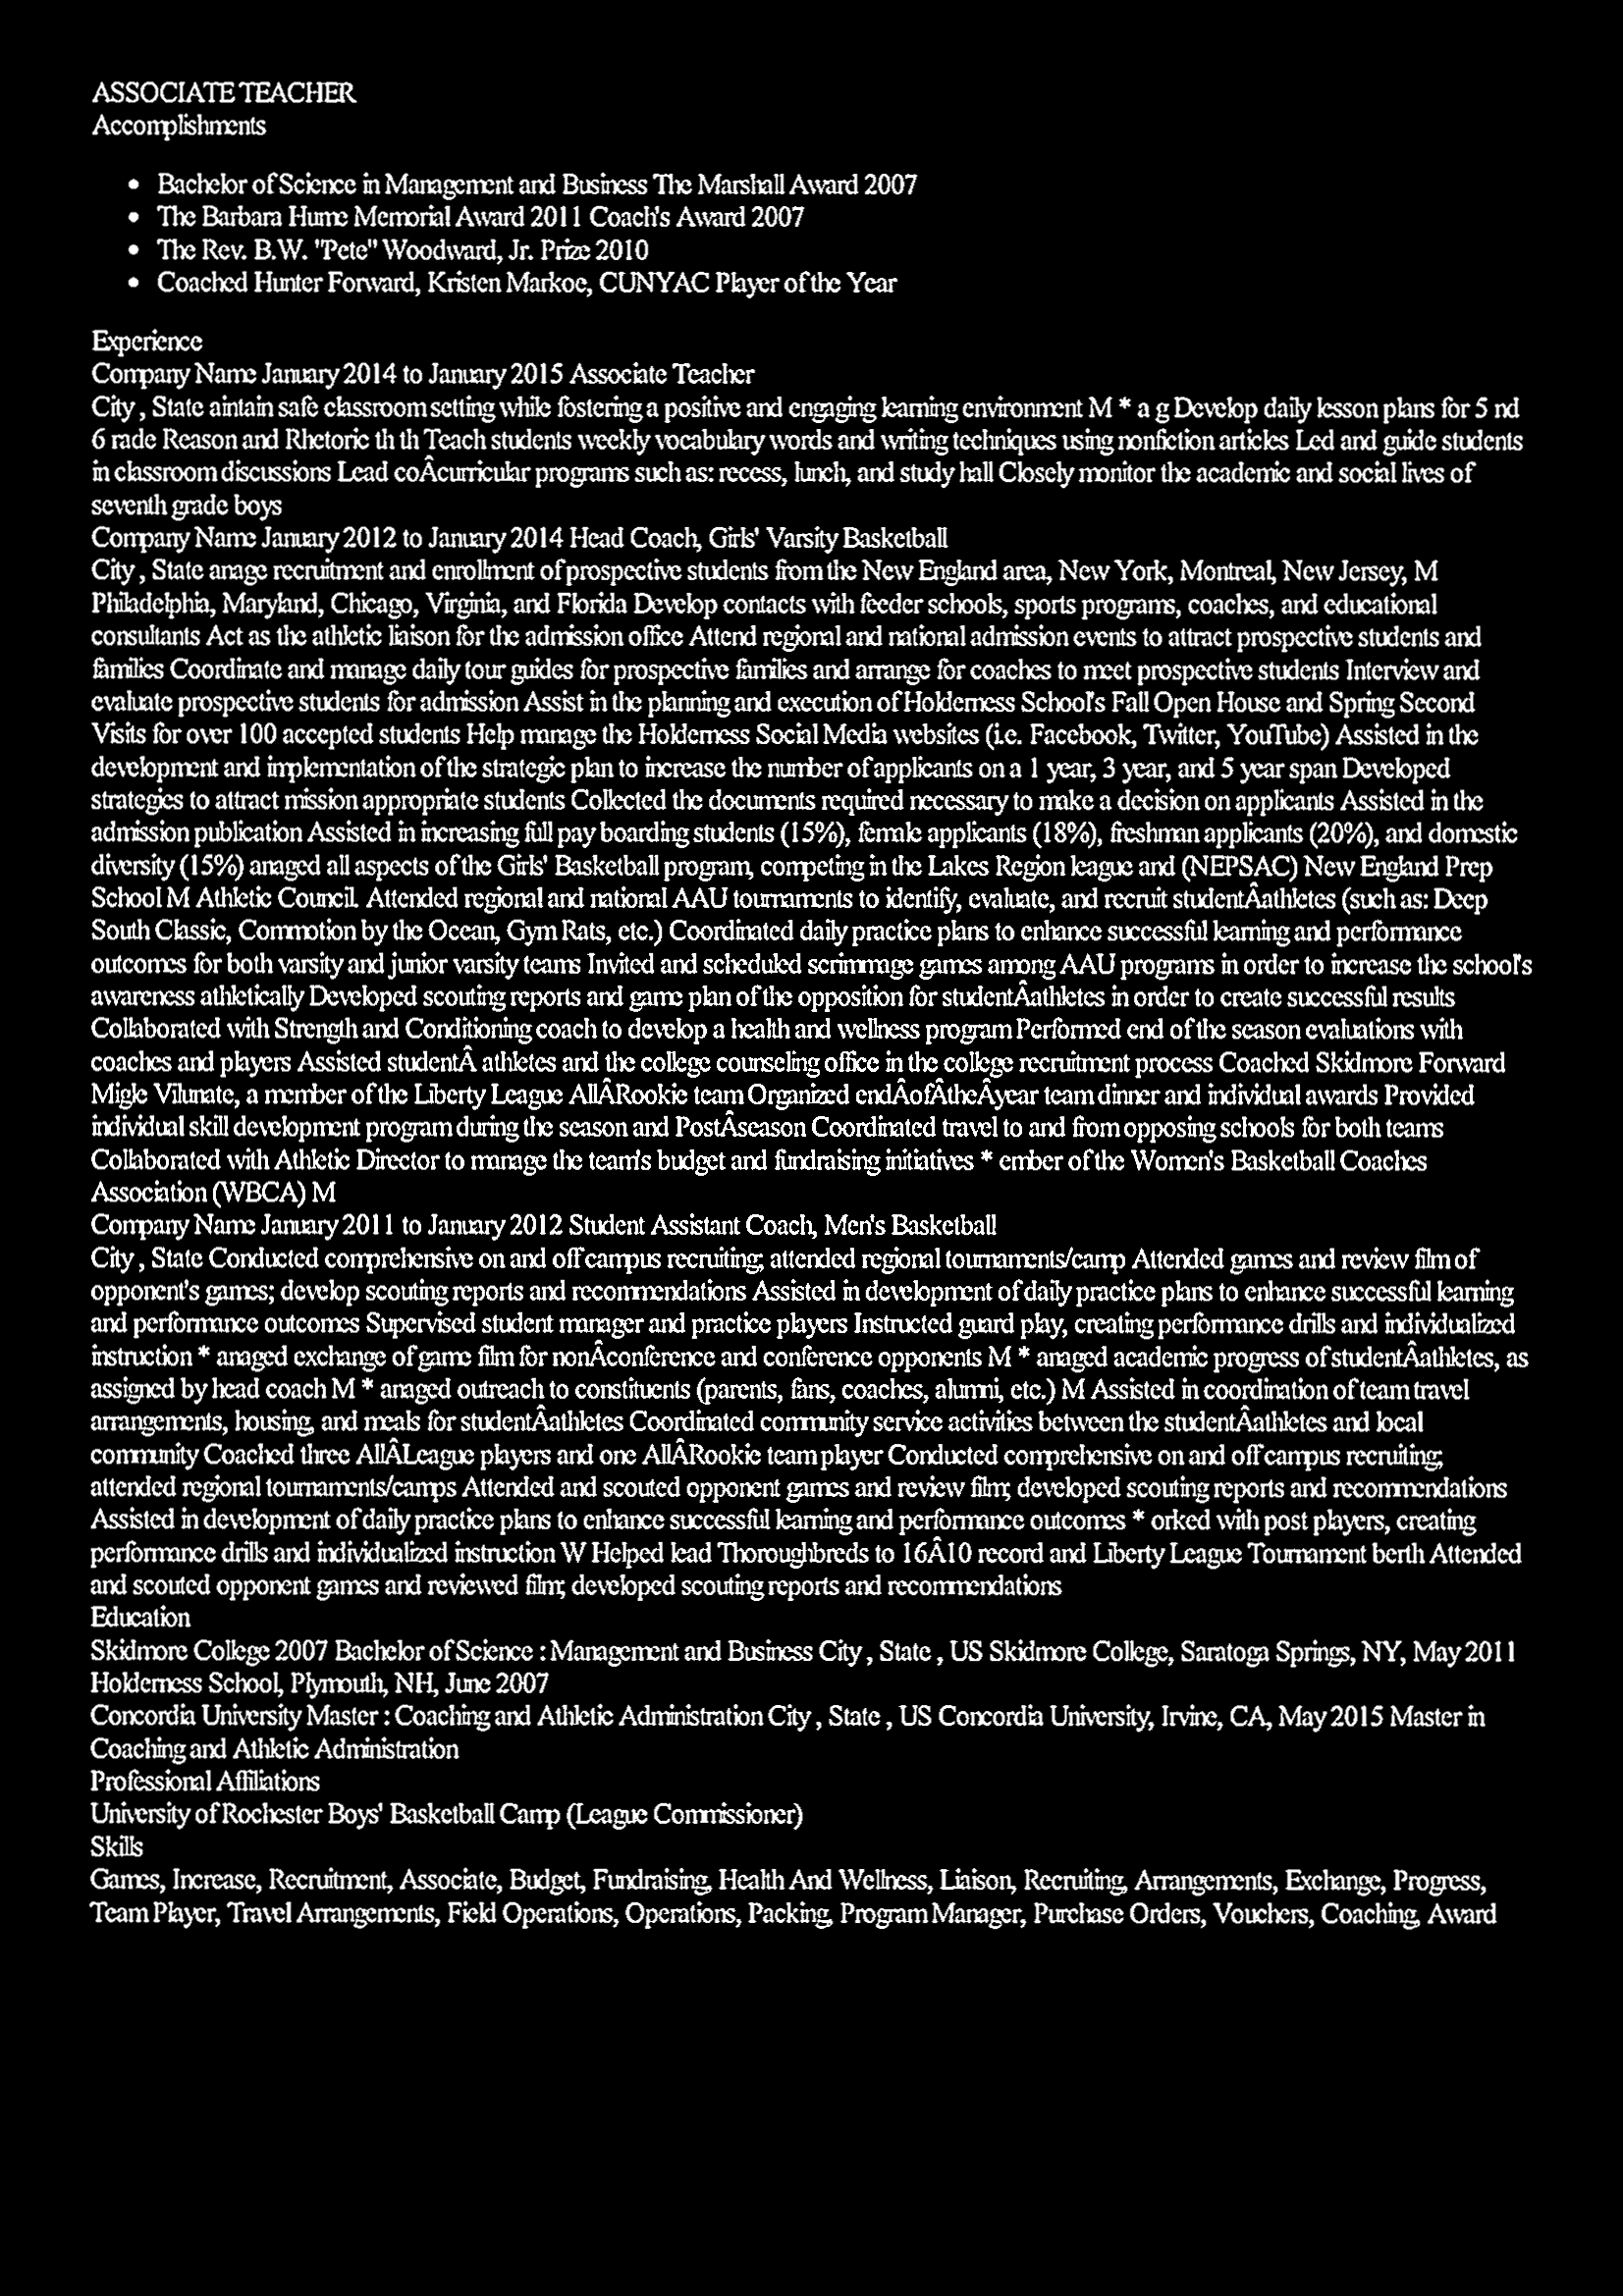 ASSOCIATE TEACHER
Accomplishments
• Bachelor of Science in Management and Business The Marshall Award 2007
• The Barbara Hume Memorial Award 2011 Coach's Award 2007
• The Rev. B.W. "Pete" Woodward, Jr. Prize 2010
• Coached Hunter Forward, Kristen Markoe, CUNYAC Player of the Year
Experience
Company Name January 2014 to January 2015 Associate Teacher
City , State aintain safe classroom setting while fostering a positive and engaging learning environment M * a g Develop daily lesson plans for 5 nd
6 rade Reason and Rhetoric th th Teach students weekly vocabulary words and writing techniques using nonfiction articles Led and guide students
in classroom discussions Lead coÂcurricular programs such as: recess, lunch, and study hall Closely monitor the academic and social lives of
seventh grade boys
Company Name January 2012 to January 2014 Head Coach, Girls' Varsity Basketball
City , State anage recruitment and enrollment of prospective students from the New England area, New York, Montreal, New Jersey, M
Philadelphia, Maryland, Chicago, Virginia, and Florida Develop contacts with feeder schools, sports programs, coaches, and educational
consultants Act as the athletic liaison for the admission office Attend regional and national admission events to attract prospective students and
families Coordinate and manage daily tour guides for prospective families and arrange for coaches to meet prospective students Interview and
evaluate prospective students for admission Assist in the planning and execution of Holderness School's Fall Open House and Spring Second
Visits for over 100 accepted students Help manage the Holderness Social Media websites (i.e. Facebook, Twitter, YouTube) Assisted in the
development and implementation of the strategic plan to increase the number of applicants on a 1 year, 3 year, and 5 year span Developed
strategies to attract mission appropriate students Collected the documents required necessary to make a decision on applicants Assisted in the
admission publication Assisted in increasing full pay boarding students (15%), female applicants (18%), freshman applicants (20%), and domestic
diversity (15%) anaged all aspects of the Girls' Basketball program, competing in the Lakes Region league and (NEPSAC) New England Prep
School M Athletic Council. Attended regional and national AAU tournaments to identify, evaluate, and recruit studentÂathletes (such as: Deep
South Classic, Commotion by the Ocean, Gym Rats, etc.) Coordinated daily practice plans to enhance successful learning and performance
outcomes for both varsity and junior varsity teams Invited and scheduled scrimmage games among AAU programs in order to increase the school's
awareness athletically Developed scouting reports and game plan of the opposition for studentÂathletes in order to create successful results
Collaborated with Strength and Conditioning coach to develop a health and wellness program Performed end of the season evaluations with
coaches and players Assisted studentÂ athletes and the college counseling office in the college recruitment process Coached Skidmore Forward
Migle Vilunate, a member of the Liberty League AllÂRookie team Organized endÂofÂtheÂyear team dinner and individual awards Provided
individual skill development program during the season and PostÂseason Coordinated travel to and from opposing schools for both teams
Collaborated with Athletic Director to manage the team's budget and fundraising initiatives * ember of the Women's Basketball Coaches
Association (WBCA) M
Company Name January 2011 to January 2012 Student Assistant Coach, Men's Basketball
City , State Conducted comprehensive on and off campus recruiting; attended regional tournaments/camp Attended games and review film of
opponent's games; develop scouting reports and recommendations Assisted in development of daily practice plans to enhance successful learning
and performance outcomes Supervised student manager and practice players Instructed guard play, creating performance drills and individualized
instruction * anaged exchange of game film for nonÂconference and conference opponents M * anaged academic progress of studentÂathletes, as
assigned by head coach M * anaged outreach to constituents (parents, fans, coaches, alumni, etc.) M Assisted in coordination of team travel
arrangements, housing, and meals for studentÂathletes Coordinated community service activities between the studentÂathletes and local
community Coached three AllÂLeague players and one AllÂRookie team player Conducted comprehensive on and off campus recruiting;
attended regional tournaments/camps Attended and scouted opponent games and review film; developed scouting reports and recommendations
Assisted in development of daily practice plans to enhance successful learning and performance outcomes * orked with post players, creating
performance drills and individualized instruction W Helped lead Thoroughbreds to 16Â10 record and Liberty League Tournament berth Attended
and scouted opponent games and reviewed film; developed scouting reports and recommendations
Education
Skidmore College 2007 Bachelor of Science : Management and Business City , State , US Skidmore College, Saratoga Springs, NY, May 2011
Holderness School, Plymouth, NH, June 2007
Concordia University Master : Coaching and Athletic Administration City , State , US Concordia University, Irvine, CA, May 2015 Master in
Coaching and Athletic Administration
Professional Affiliations
University of Rochester Boys' Basketball Camp (League Commissioner)
Skills
Games, Increase, Recruitment, Associate, Budget, Fundraising, Health And Wellness, Liaison, Recruiting, Arrangements, Exchange, Progress,
Team Player, Travel Arrangements, Field Operations, Operations, Packing, Program Manager, Purchase Orders, Vouchers, Coaching, Award